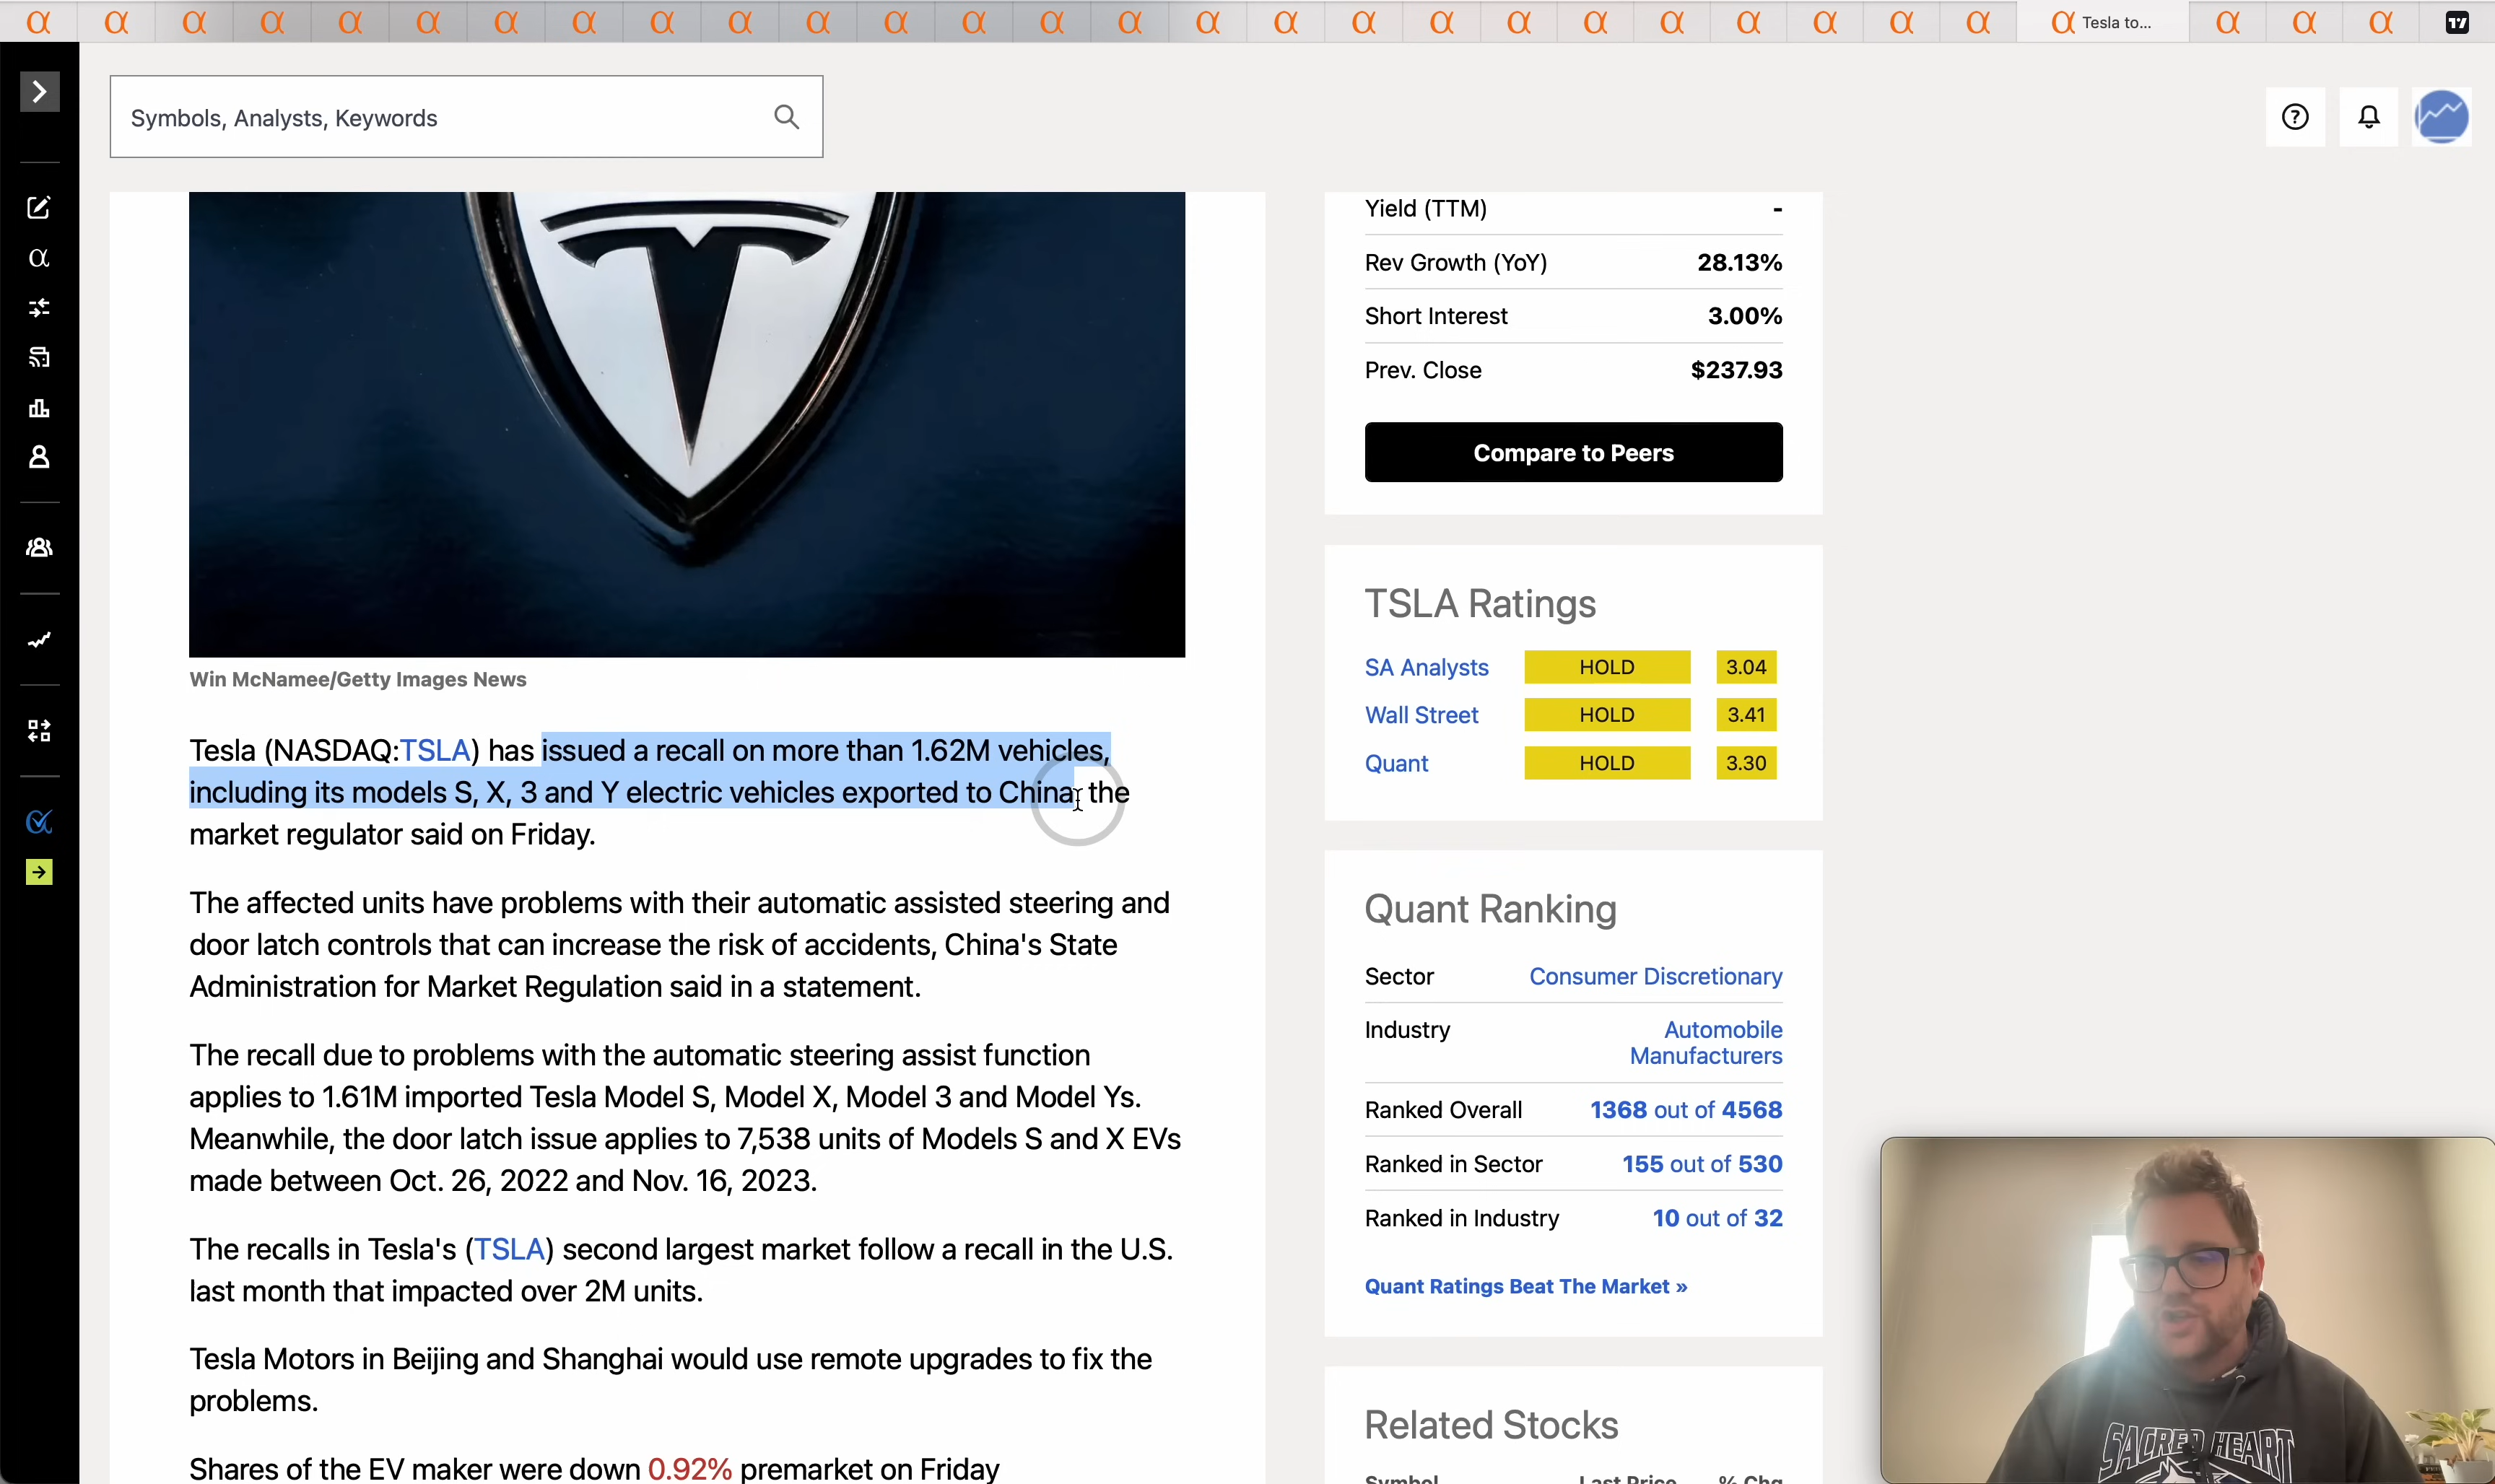 Tesla to...
Symbols, Analysts, Keywords
Win McNamee/Getty Images News
Tesla (NASDAQ:TSLA) has issued a recall on more than 1.62M vehicles,
including its models S, X, 3 and Y electric vehicles exported to China, the
market regulator said on Friday.
The affected units have problems with their automatic assisted steering and
door latch controls that can increase the risk of accidents, China's State
Administration for Market Regulation said in a statement.
The recall due to problems with the automatic steering assist function
applies to 1.61M imported Tesla Model S, Model X, Model 3 and Model Ys.
Meanwhile, the door latch issue applies to 7,538 units of Models S and X EVs
made between Oct. 26, 2022 and Nov. 16, 2023.
The recalls in Tesla's (TSLA) second largest market follow a recall in the U.S.
last month that impacted over 2M units.
Tesla Motors in Beijing and Shanghai would use remote upgrades to fix the
problems.
Shares of the EV maker were down 0.92% premarket on Friday
Yield (TTM) -
Rev Growth (YoY) 28.13%
Short Interest 3.00%
Prev. Close $237.93
Compare to Peers
TSLA Ratings
SA Analysts HOLD 3.04
Wall Street HOLD 3.41
Quant HOLD 3.30
Quant Ranking
Sector Consumer Discretionary
Industry Automobile
Manufacturers
Ranked Overall 1368 out of 4568
Ranked in Sector 155 out of 530
Ranked in Industry 10 out of 32
Quant Ratings Beat The Market »
Related Stocks
Symbol Last Price % Chg
SACRED HEART